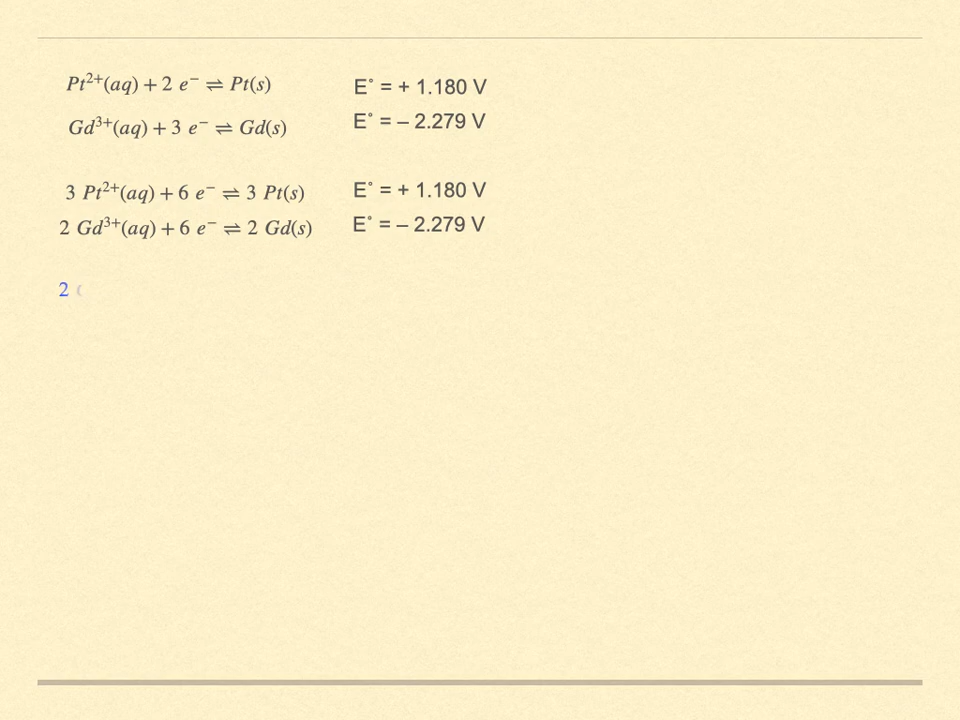 Pt²⁺(aq) + 2 e⁻ ⇌ Pt(s) E° = + 1.180 V
Gd³⁺(aq) + 3 e⁻ ⇌ Gd(s) E° = – 2.279 V
3 Pt²⁺(aq) + 6 e⁻ ⇌ 3 Pt(s) E° = + 1.180 V
2 Gd³⁺(aq) + 6 e⁻ ⇌ 2 Gd(s) E° = – 2.279 V
2